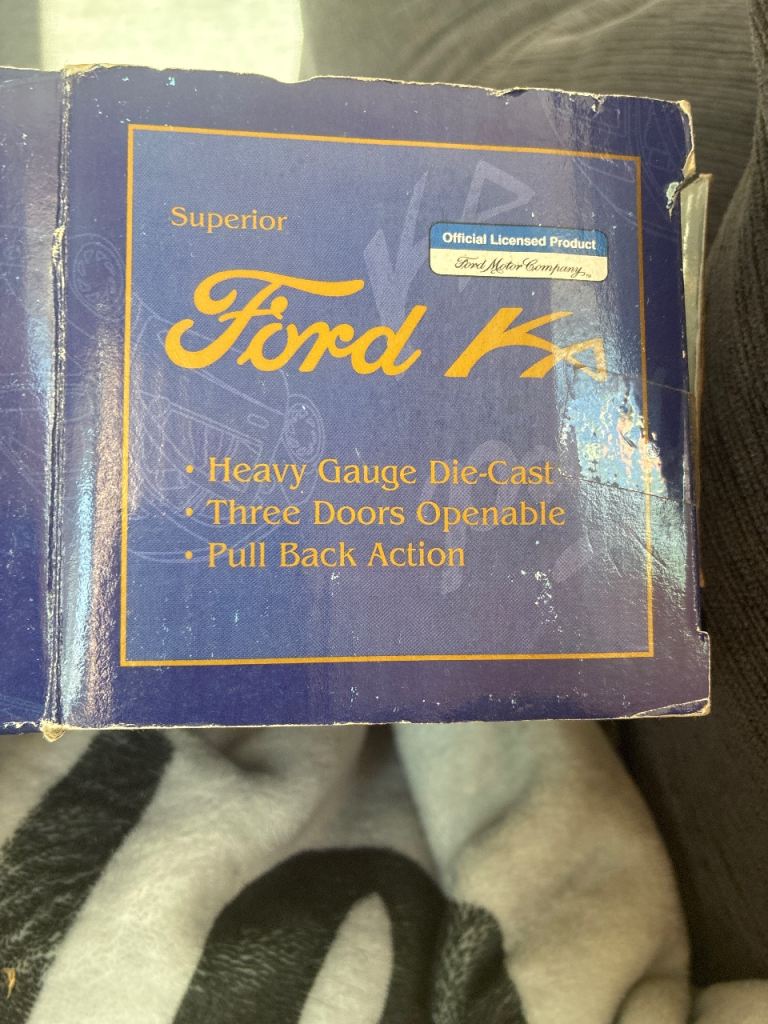 Superior
Official Licensed Product
Ford Motor Company
Ford Ka
• Heavy Gauge Die-Cast
• Three Doors Openable
• Pull Back Action